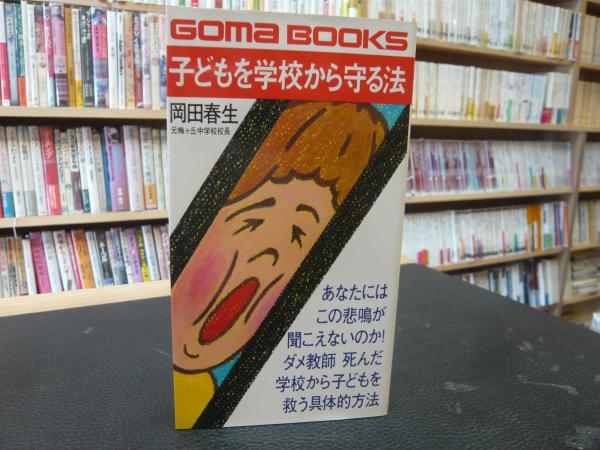 GOMA BOOKS
子どもを学校から守る法
岡田春生
元梅ヶ丘中学校校長
あなたには
この悲鳴が
聞こえないのか!
ダメ教師 死んだ
学校から子どもを
救う具体的方法